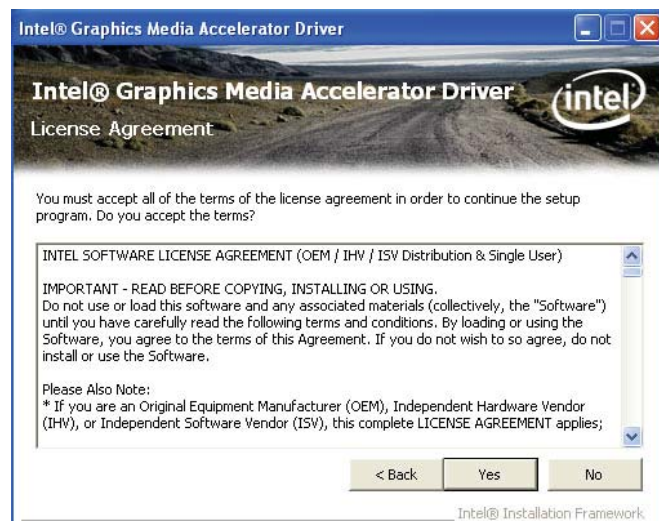 Intel® Graphics Media Accelerator Driver
Intel® Graphics Media Accelerator Driver
intel
License Agreement
You must accept all of the terms of the license agreement in order to continue the setup
program. Do you accept the terms?
INTEL SOFTWARE LICENSE AGREEMENT (OEM / IHV / ISV Distribution & Single User)
IMPORTANT - READ BEFORE COPYING, INSTALLING OR USING.
Do not use or load this software and any associated materials (collectively, the "Software")
until you have carefully read the following terms and conditions. By loading or using the
Software, you agree to the terms of this Agreement. If you do not wish to so agree, do not
install or use the Software.
Please Also Note:
* If you are an Original Equipment Manufacturer (OEM), Independent Hardware Vendor
(IHV), or Independent Software Vendor (ISV), this complete LICENSE AGREEMENT applies;
< Back Yes No
Intel® Installation Framework